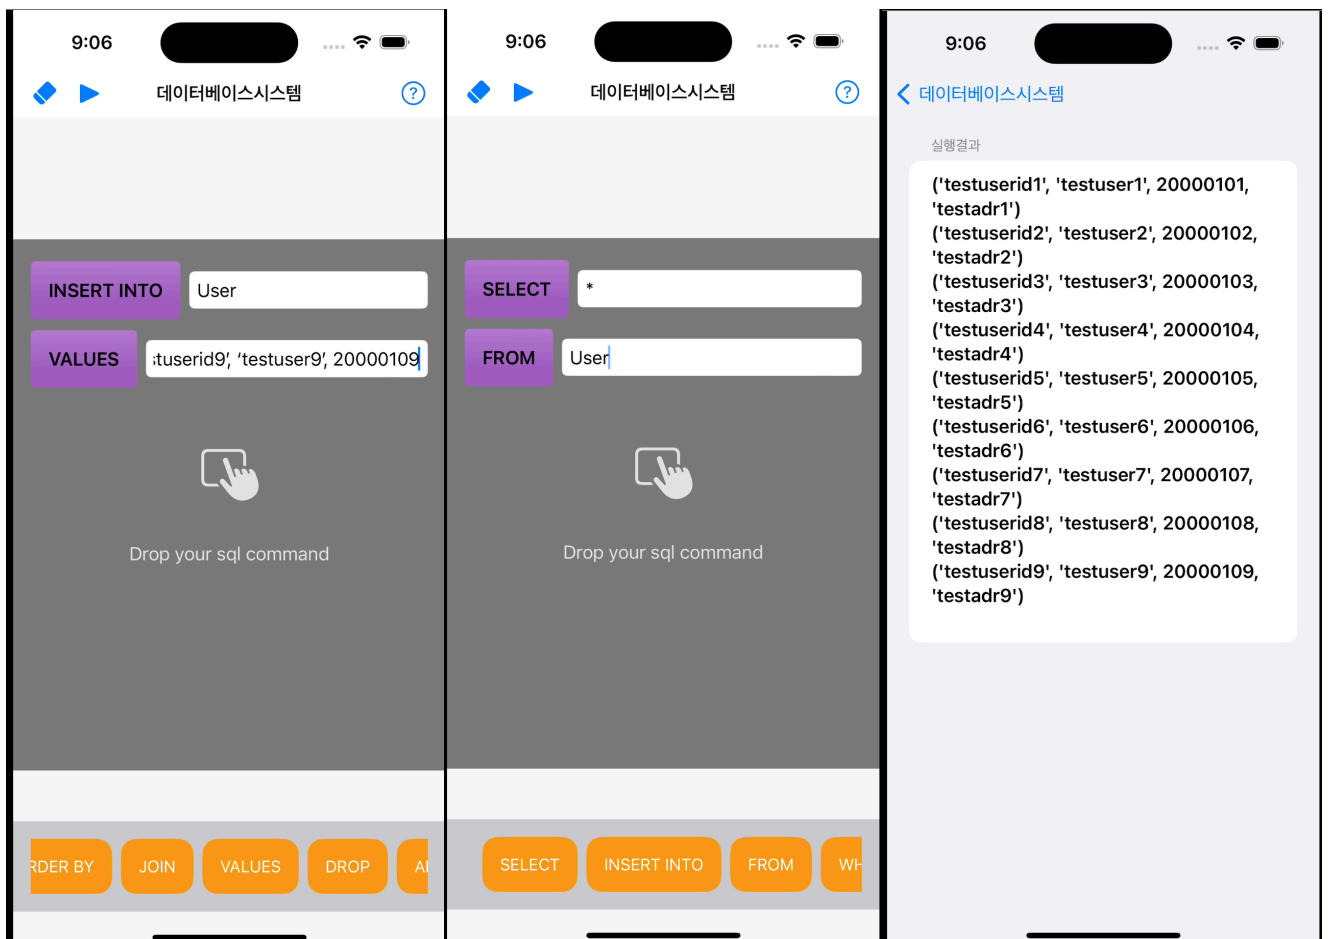 9:06
데이터베이스시스템
?
INSERT INTO
User
VALUES
stuserid9’, ‘testuser9’, 20000109
Drop your sql command
RDER BY
JOIN
VALUES
DROP
9:06
데이터베이스시스템
?
SELECT
*
FROM
User
Drop your sql command
SELECT
INSERT INTO
FROM
WH
9:06
데이터베이스시스템
실행결과
('testuserid1', 'testuser1', 20000101,
'testadr1')
('testuserid2', 'testuser2', 20000102,
'testadr2')
('testuserid3', 'testuser3', 20000103,
'testadr3')
('testuserid4', 'testuser4', 20000104,
'testadr4')
('testuserid5', 'testuser5', 20000105,
'testadr5')
('testuserid6', 'testuser6', 20000106,
'testadr6')
('testuserid7', 'testuser7', 20000107,
'testadr7')
('testuserid8', 'testuser8', 20000108,
'testadr8')
('testuserid9', 'testuser9', 20000109,
'testadr9')